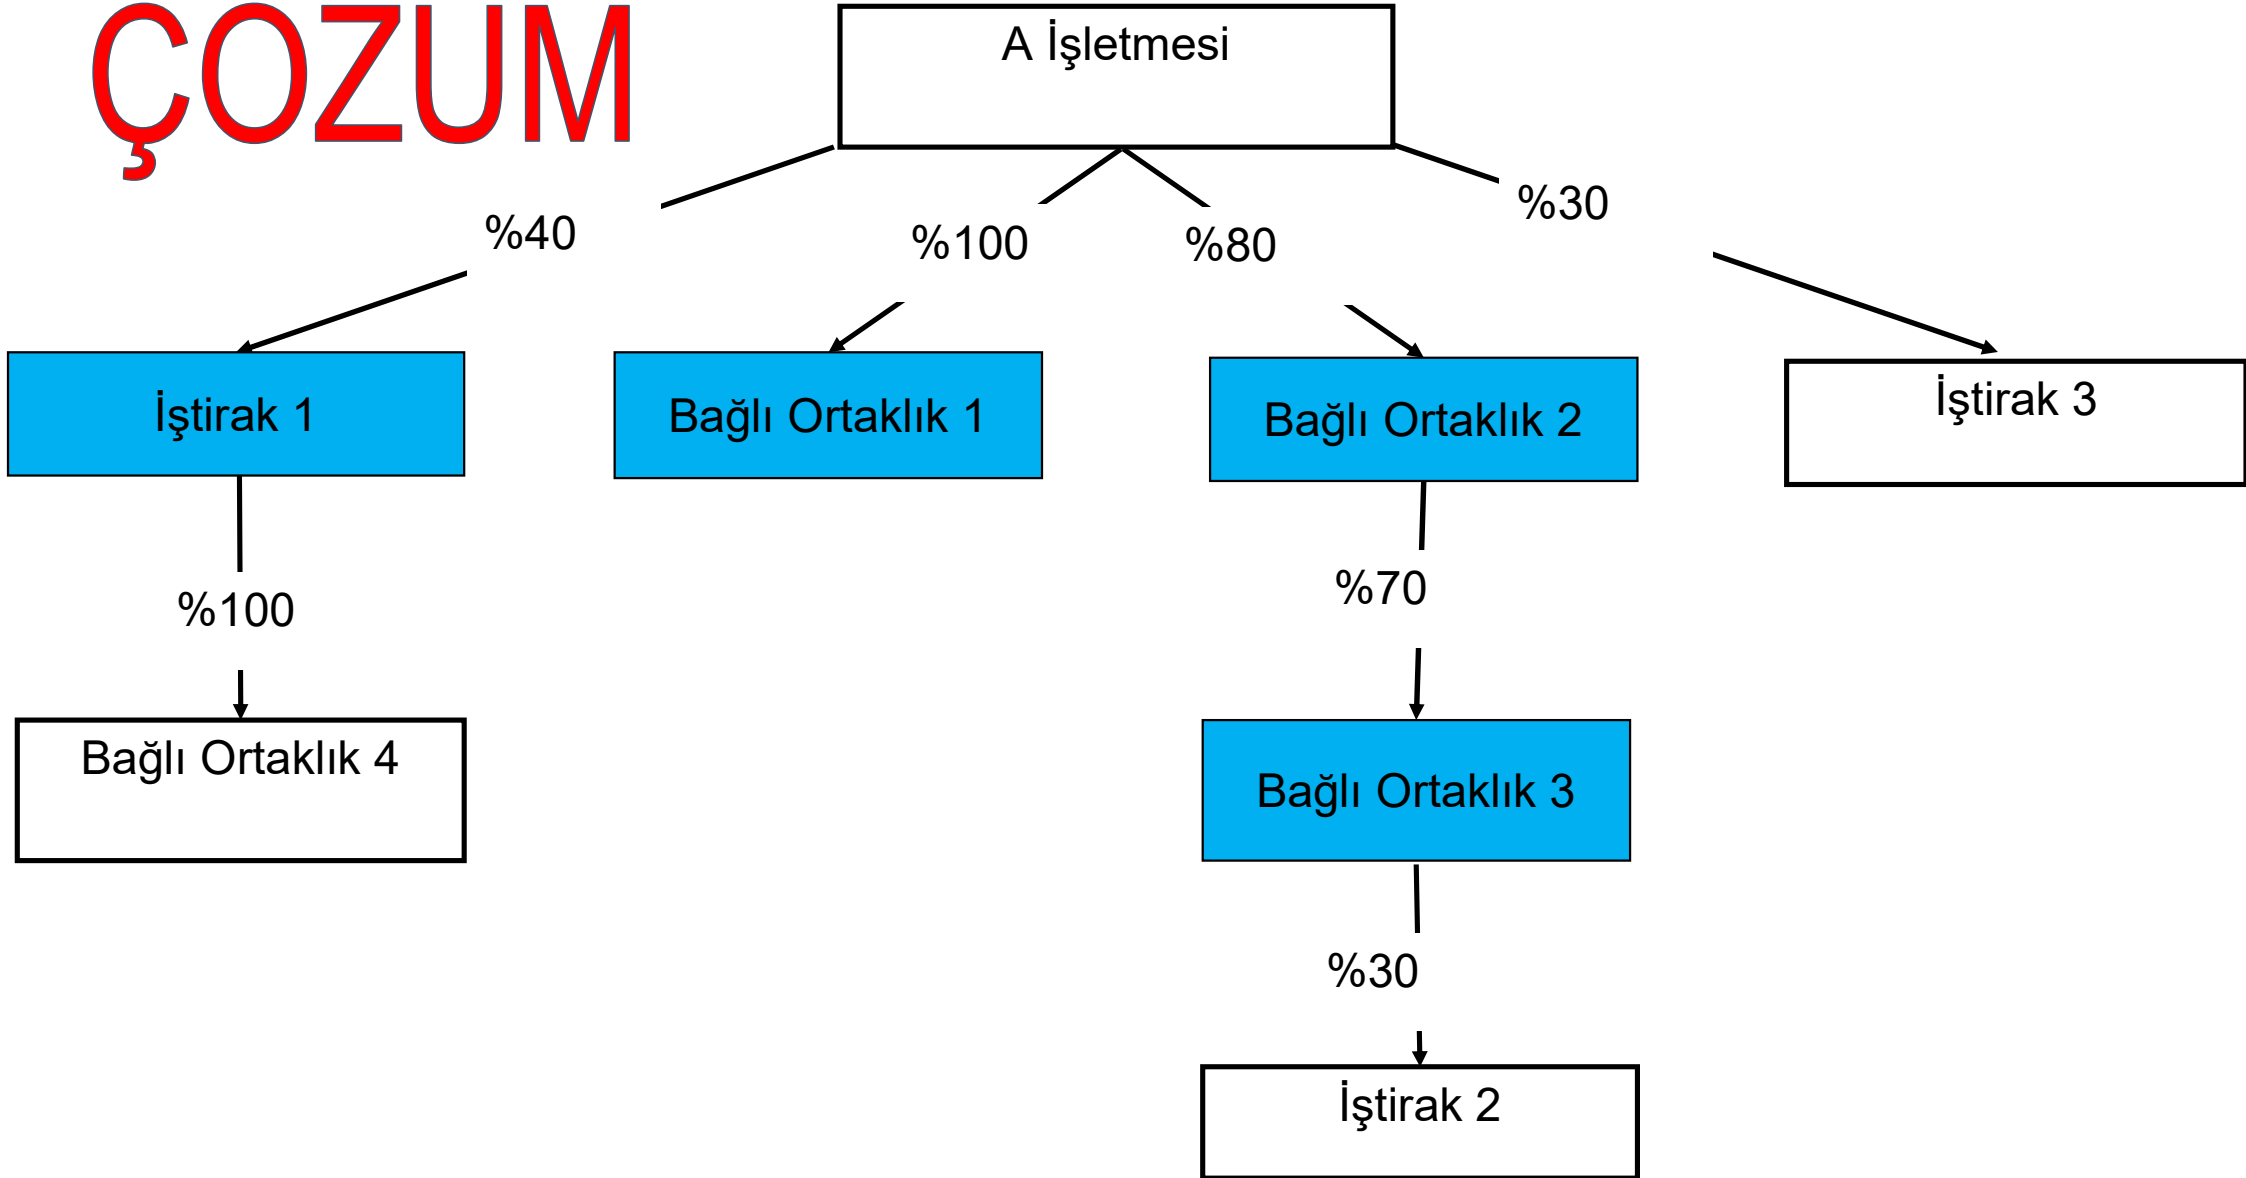 ÇOZUM
A İşletmesi
%40
%100
%80
%30
İştirak 1
Bağlı Ortaklık 1
Bağlı Ortaklık 2
İştirak 3
%100
%70
Bağlı Ortaklık 4
Bağlı Ortaklık 3
%30
İştirak 2